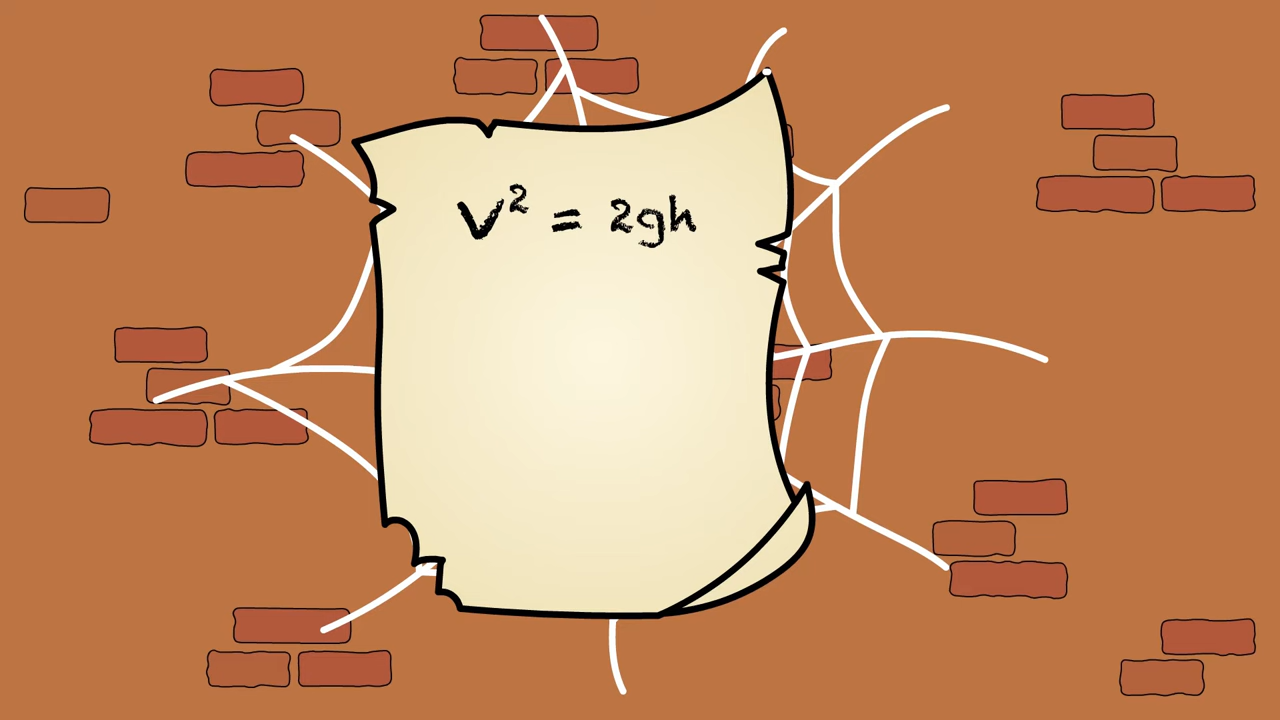 v² = 2gh